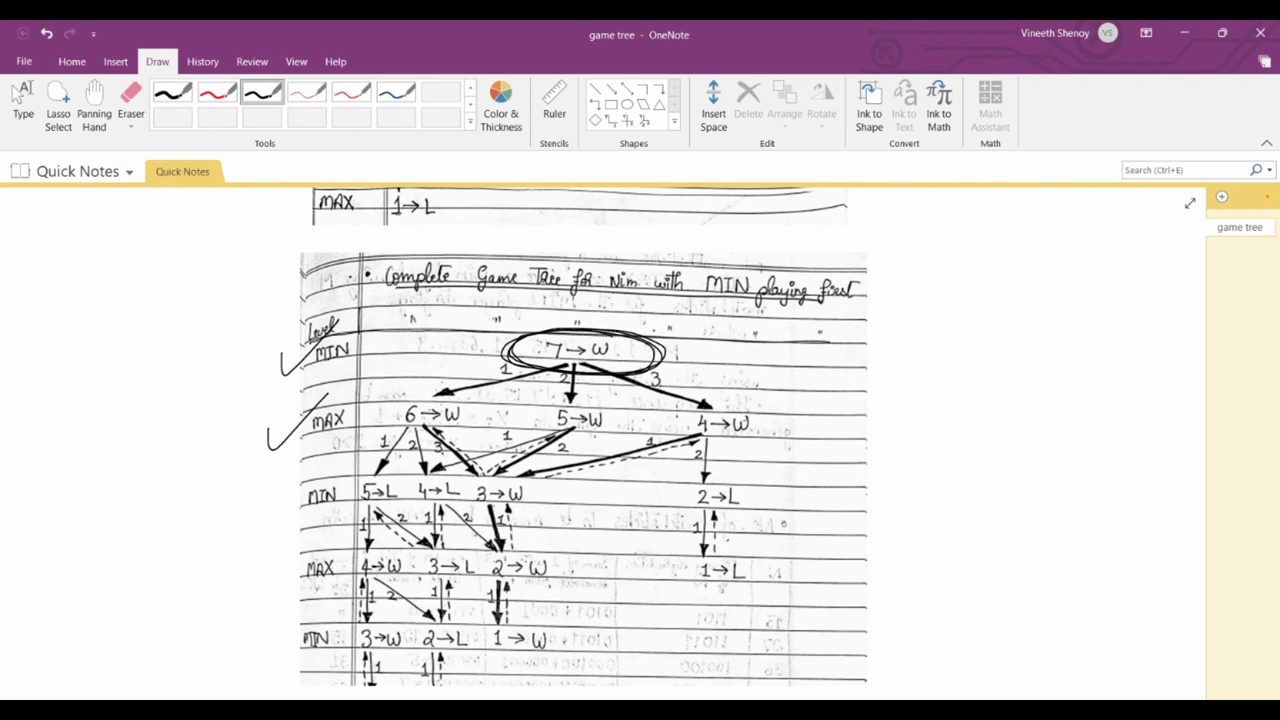 game tree - OneNote
Vineeth Shenoy VS
File Home Insert Draw History Review View Help
Type Lasso Select Panning Hand Eraser Color & Thickness Ruler Insert Space Delete Arrange Rotate Ink to Shape Ink to Text Ink to Math Math Assistant
Tools Stencils Shapes Edit Convert Math
Quick Notes Quick Notes Search (Ctrl+E)
game tree
MAX 1→L
• Complete Game Tree for Nim with MIN playing first
Level " " " " " "
MIN 7→W
1 2 3
MAX 6→W 5→W 4→W
1 2 3 1 2 1 2
MIN 5→L 4→L 3→W 2→L
1 2 1 2 1 1
MAX 4→W 3→L 2→W 1→L
1 2 1 1
MIN 3→W 2→L 1→W
1 1